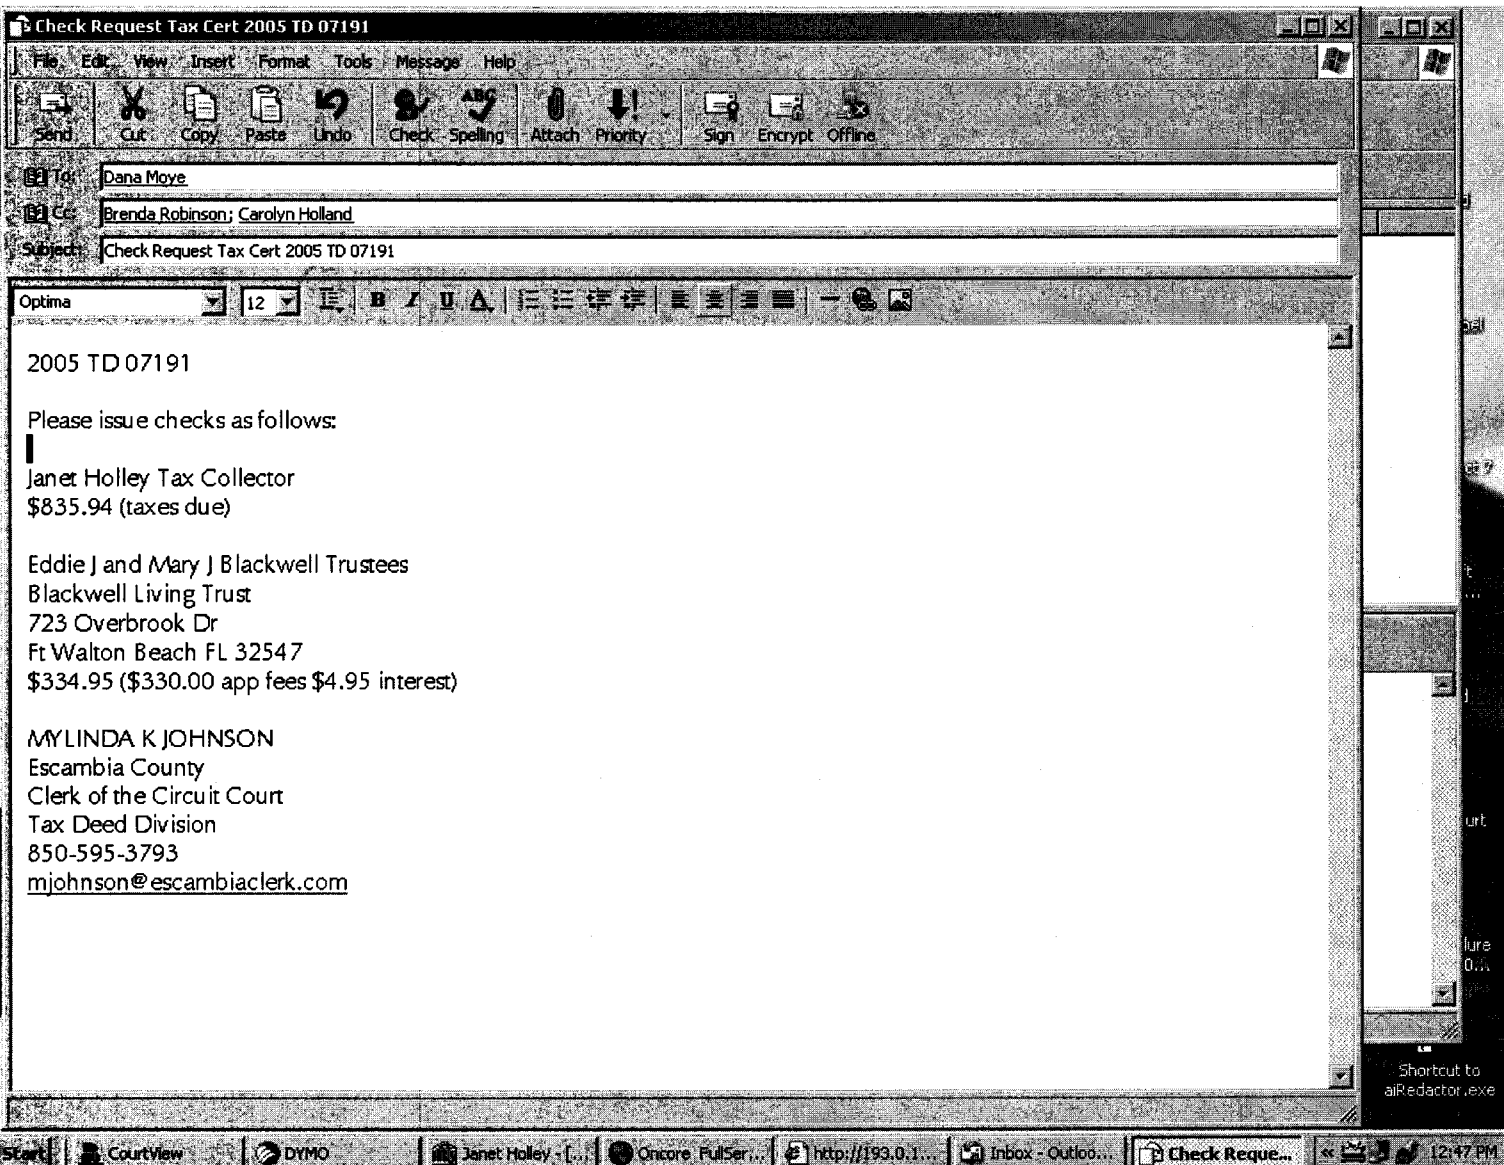 Check Request Tax Cert 2005 TD 07191
File Edit View Insert Format Tools Message Help
Send Cut Copy Paste Undo Check Spelling Attach Priority Sign Encrypt Offline
To: Dana Moye
Cc: Brenda Robinson; Carolyn Holland
Subject: Check Request Tax Cert 2005 TD 07191
Optima 12
2005 TD 07191
Please issue checks as follows:
Janet Holley Tax Collector
$835.94 (taxes due)
Eddie J and Mary J Blackwell Trustees
Blackwell Living Trust
723 Overbrook Dr
Ft Walton Beach FL 32547
$334.95 ($330.00 app fees $4.95 interest)
MYLINDA K JOHNSON
Escambia County
Clerk of the Circuit Court
Tax Deed Division
850-595-3793
mjohnson@escambiaclerk.com
Shortcut to
aiRedactor.exe
Start CourtView DYMO Janet Holley - [... Oncore FullSer... http://193.0.1... Inbox - Outloo... Check Reque... « 12:47 PM